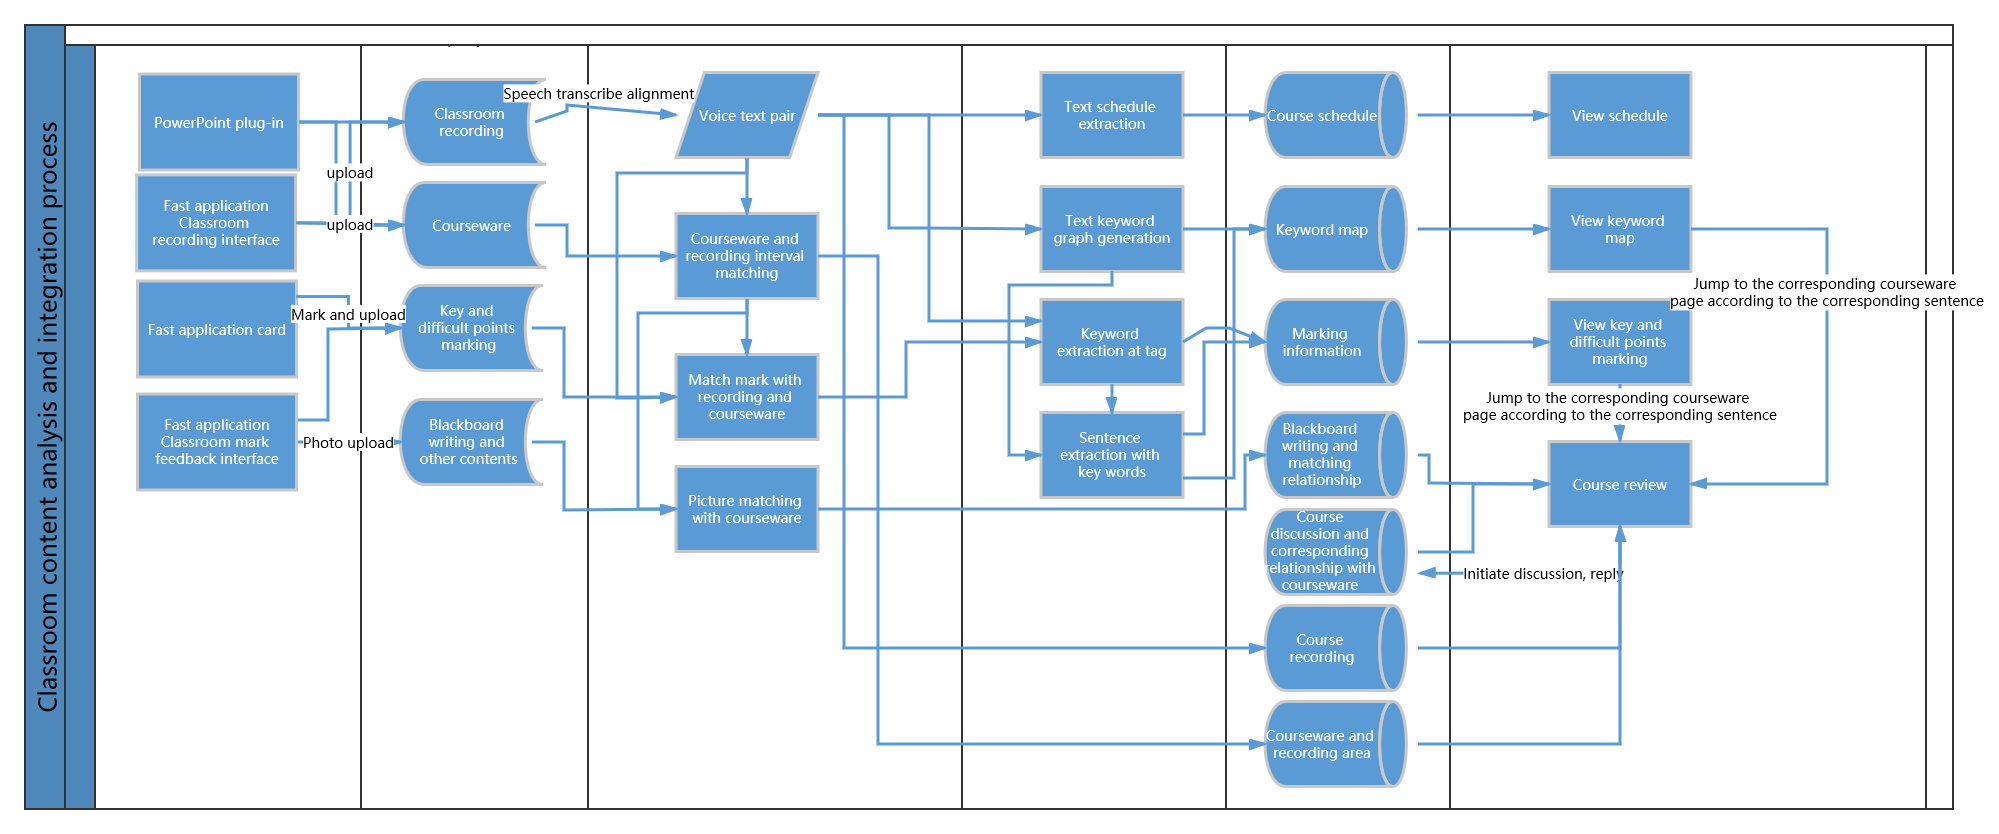 Classroom content analysis and integration process
PowerPoint plug-in
Fast application
Classroom
recording interface
Fast application card
Fast application
Classroom mark
feedback interface
upload
upload
Mark and upload
Photo upload
Classroom
recording
Courseware
Key and
difficult points
marking
Blackboard
writing and
other contents
Speech transcribe alignment
Voice text pair
Courseware and
recording interval
matching
Match mark with
recording and
courseware
Picture matching
with courseware
Text schedule
extraction
Text keyword
graph generation
Keyword
extraction at tag
Sentence
extraction with
key words
Course schedule
Keyword map
Marking
information
Blackboard
writing and
matching
relationship
Course
discussion and
corresponding
relationship with
courseware
Course
recording
Courseware and
recording area
View schedule
View keyword
map
Jump to the corresponding courseware
page according to the corresponding sentence
View key and
difficult points
marking
Jump to the corresponding courseware
page according to the corresponding sentence
Course review
Initiate discussion, reply